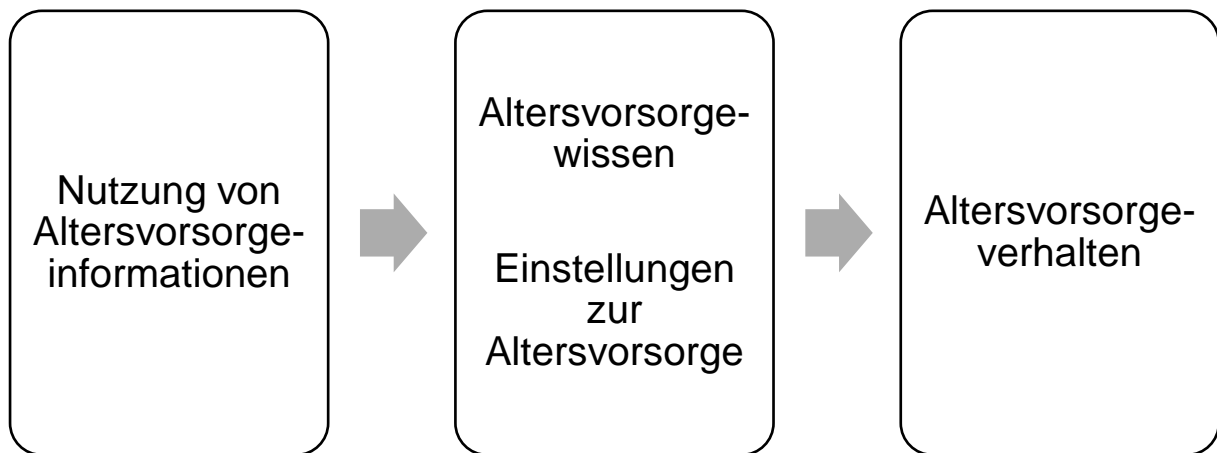 Nutzung von
Altersvorsorge-
informationen
Altersvorsorge-
wissen
Einstellungen
zur
Altersvorsorge
Altersvorsorge-
verhalten